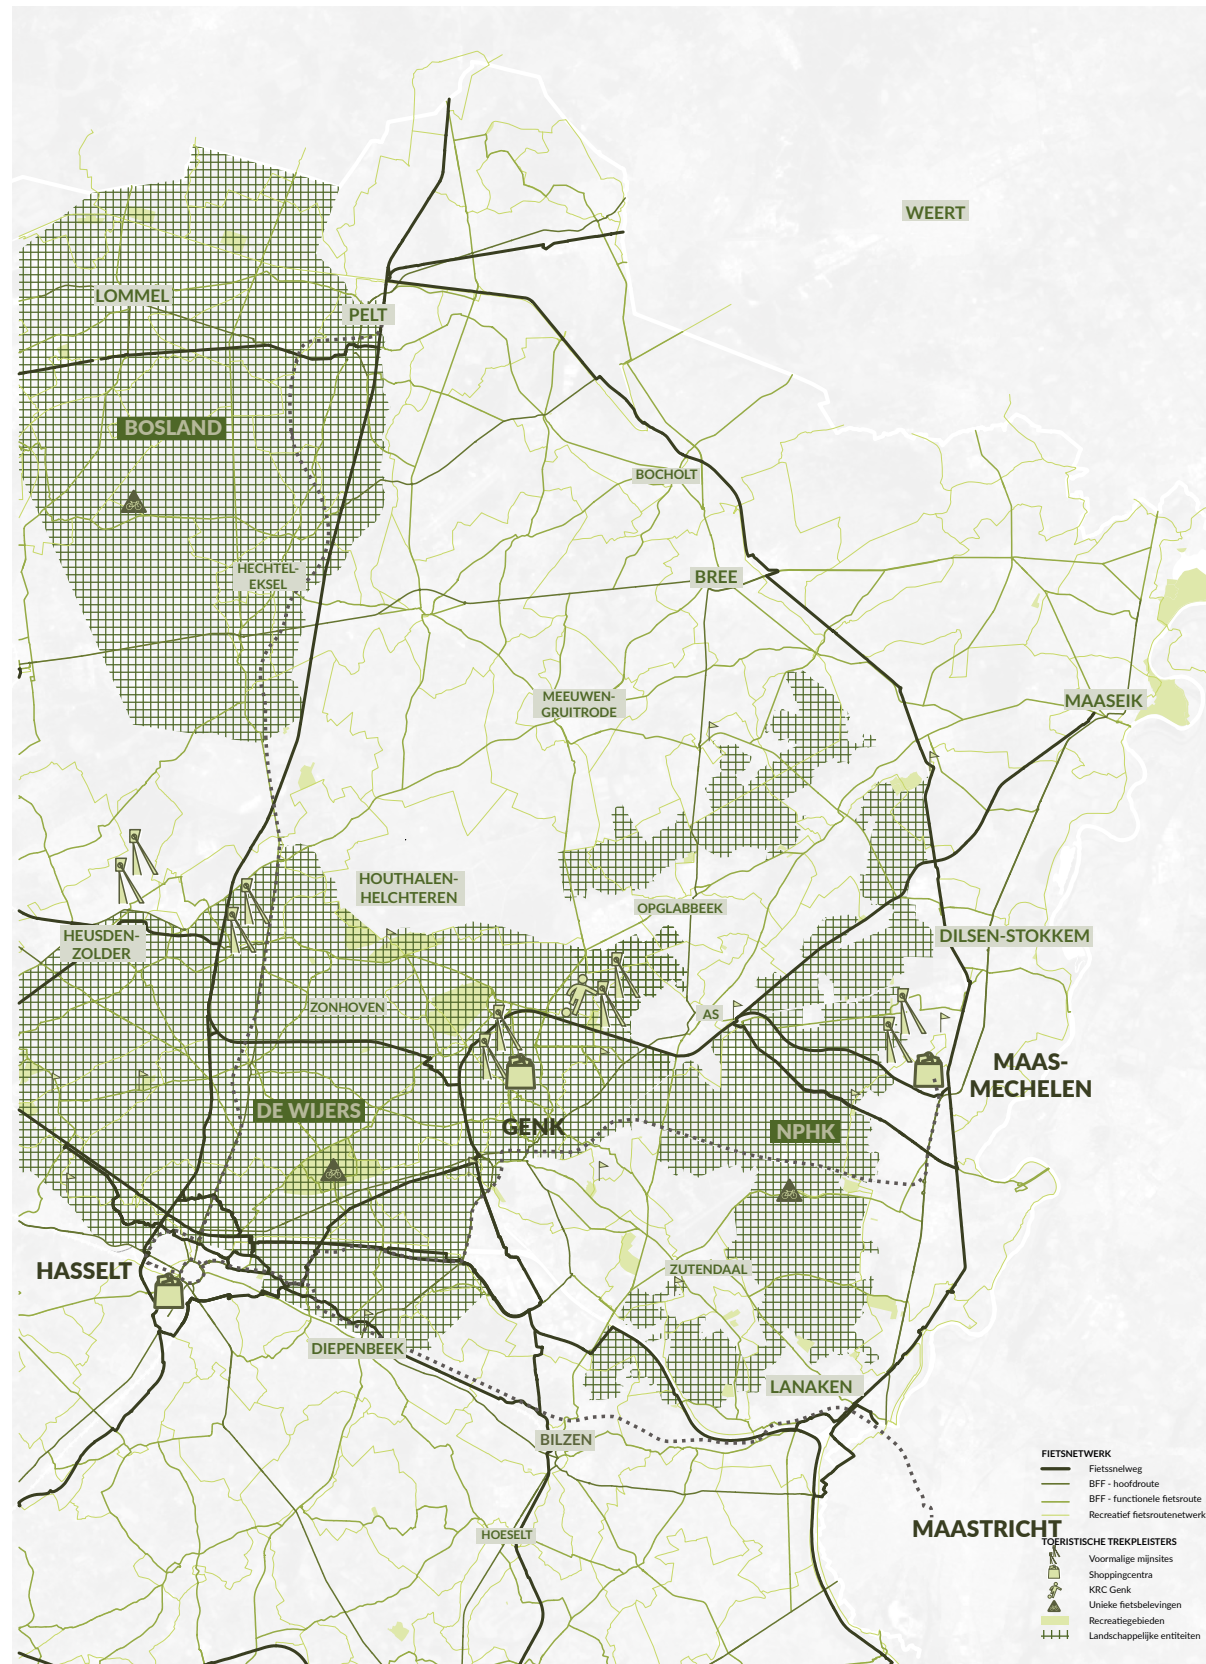 WEERT
LOMMEL
PELT
BOSLAND
BOCHOLT
HECHTEL-
EKSEL
BREE
MEEUWEN-
GRUITRODE
MAASEIK
HOUTHALEN-
HELCHTEREN
OPGLABBEEK
HEUSDEN-
ZOLDER
DILSEN-STOKKEM
ZONHOVEN
AS
MAAS-
MECHELEN
DE WIJERS
GENK
NPHK
HASSELT
ZUTENDAAL
DIEPENBEEK
LANAKEN
BILZEN
HOESELT
MAASTRICHT
FIETSNETWERK
Fietssnelweg
BFF - hoofdroute
BFF - functionele fietsroute
Recreatief fietsroutenetwerk
TOERISTISCHE TREKPLEISTERS
Voormalige mijnsites
Shoppingcentra
KRC Genk
Unieke fietsbelevingen
Recreatiegebieden
Landschappelijke entiteiten